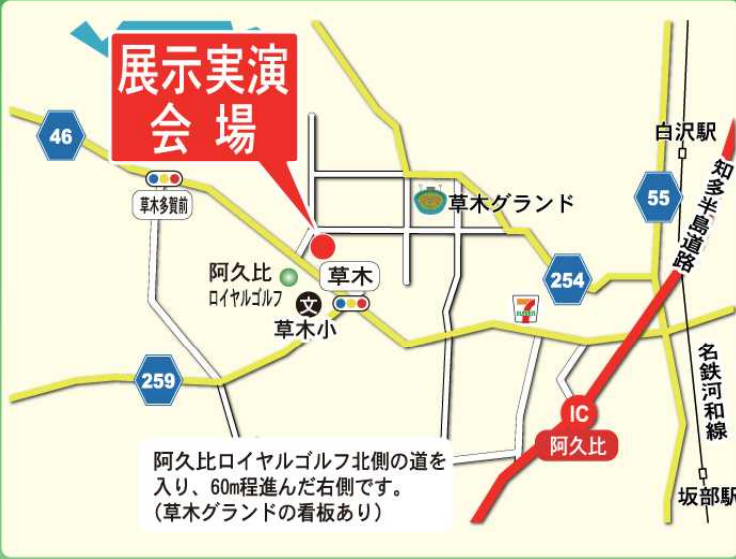 展示実演
会場
46
草木多賀前
白沢駅
知多半島道路
55
草木グランド
254
阿久比
ロイヤルゴルフ
草木
文
草木小
7
ELEVEN
259
IC
阿久比
名鉄河和線
坂部駅
阿久比ロイヤルゴルフ北側の道を
入り、60m程進んだ右側です。
(草木グランドの看板あり)